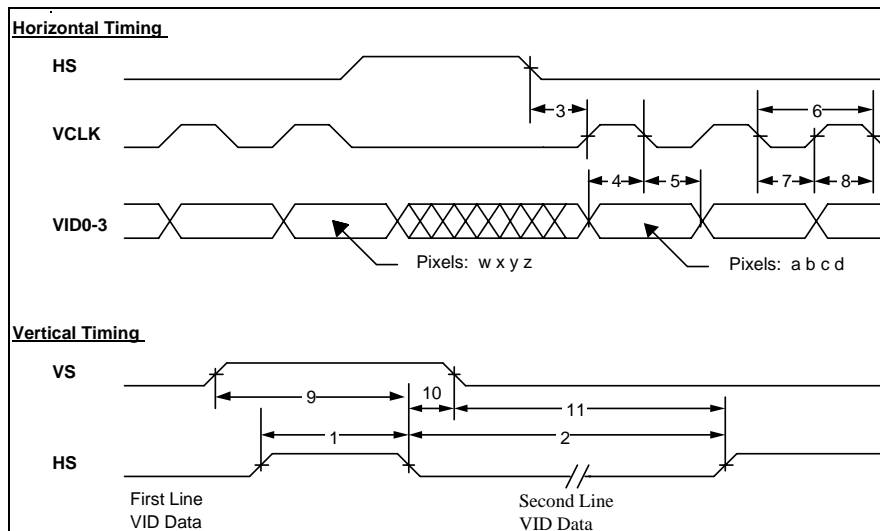 Horizontal Timing
HS
3
6
VCLK
4
5
7
8
VID0-3
Pixels: w x y z
Pixels: a b c d
Vertical Timing
VS
9
10
11
1
2
HS
First Line
VID Data
Second Line
VID Data